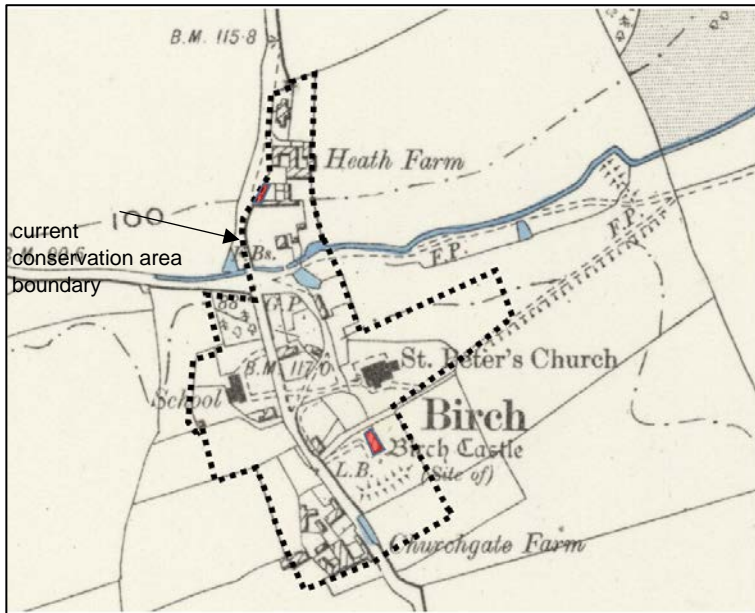 B.M. 115·8
Heath Farm
100
current
conservation area
boundary
Bs.
F.P.
F.P.
G.P.
St. Peter's Church
B.M. 117·0
School
Birch
Birch Castle
(Site of)
L.B.
Churchgate Farm